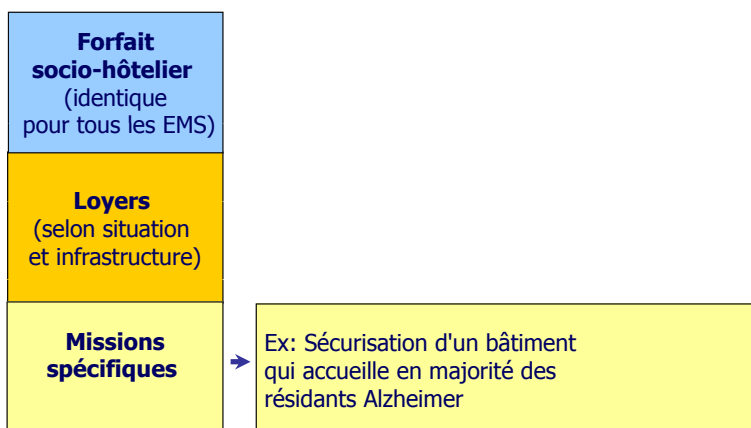 Forfait
socio-hôtelier
(identique
pour tous les EMS)
Loyers
(selon situation
et infrastructure)
Missions
spécifiques
Ex: Sécurisation d'un bâtiment
qui accueille en majorité des
résidants Alzheimer